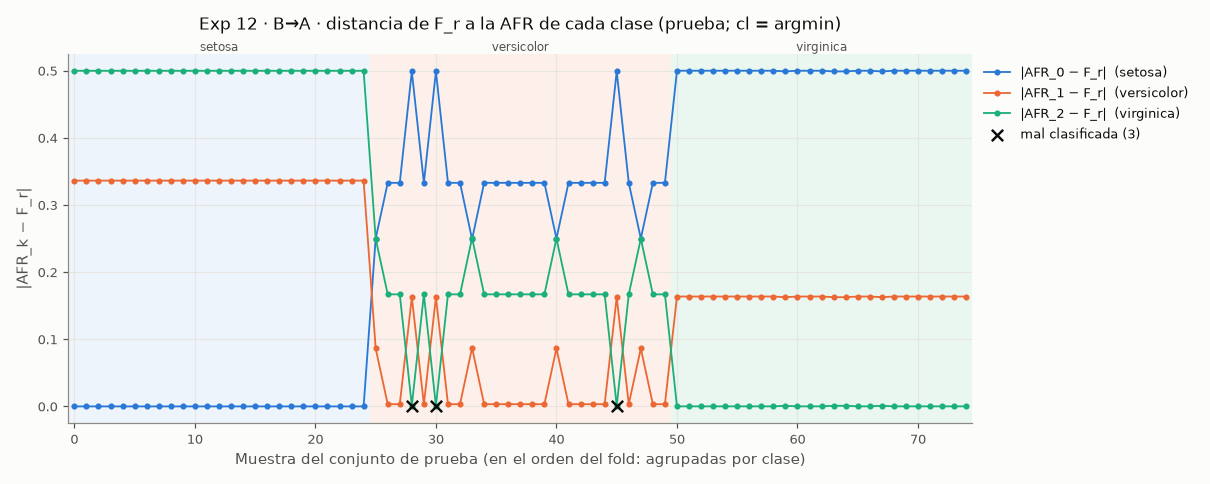 Exp 12 · B→A · distancia de F_r a la AFR de cada clase (prueba; cl = argmin)
setosa
versicolor
virginica
|AFR_0 − F_r| (setosa)
|AFR_1 − F_r| (versicolor)
|AFR_2 − F_r| (virginica)
mal clasificada (3)
|AFR_k − F_r|
0.5
0.4
0.3
0.2
0.1
0.0
0 10 20 30 40 50 60 70
Muestra del conjunto de prueba (en el orden del fold: agrupadas por clase)